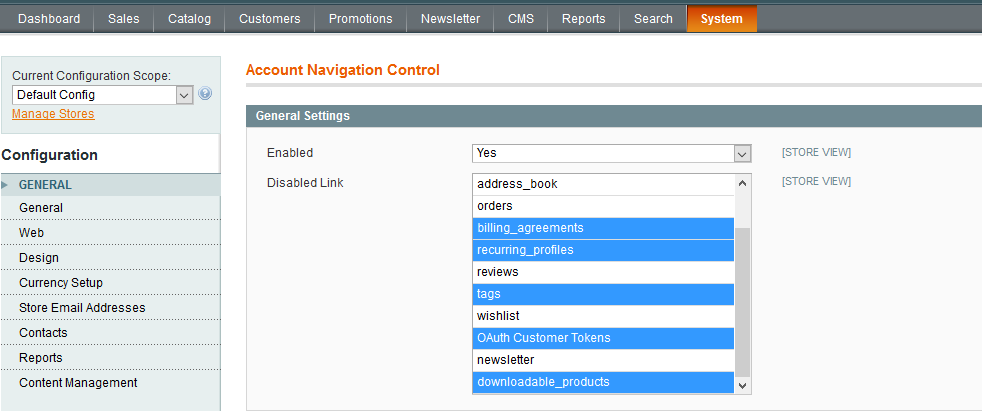 Dashboard Sales Catalog Customers Promotions Newsletter CMS Reports Search System
Current Configuration Scope:
Default Config
Manage Stores
Configuration
GENERAL
General
Web
Design
Currency Setup
Store Email Addresses
Contacts
Reports
Content Management
Account Navigation Control
General Settings
Enabled Yes [STORE VIEW]
Disabled Link address_book [STORE VIEW]
orders
billing_agreements
recurring_profiles
reviews
tags
wishlist
OAuth Customer Tokens
newsletter
downloadable_products